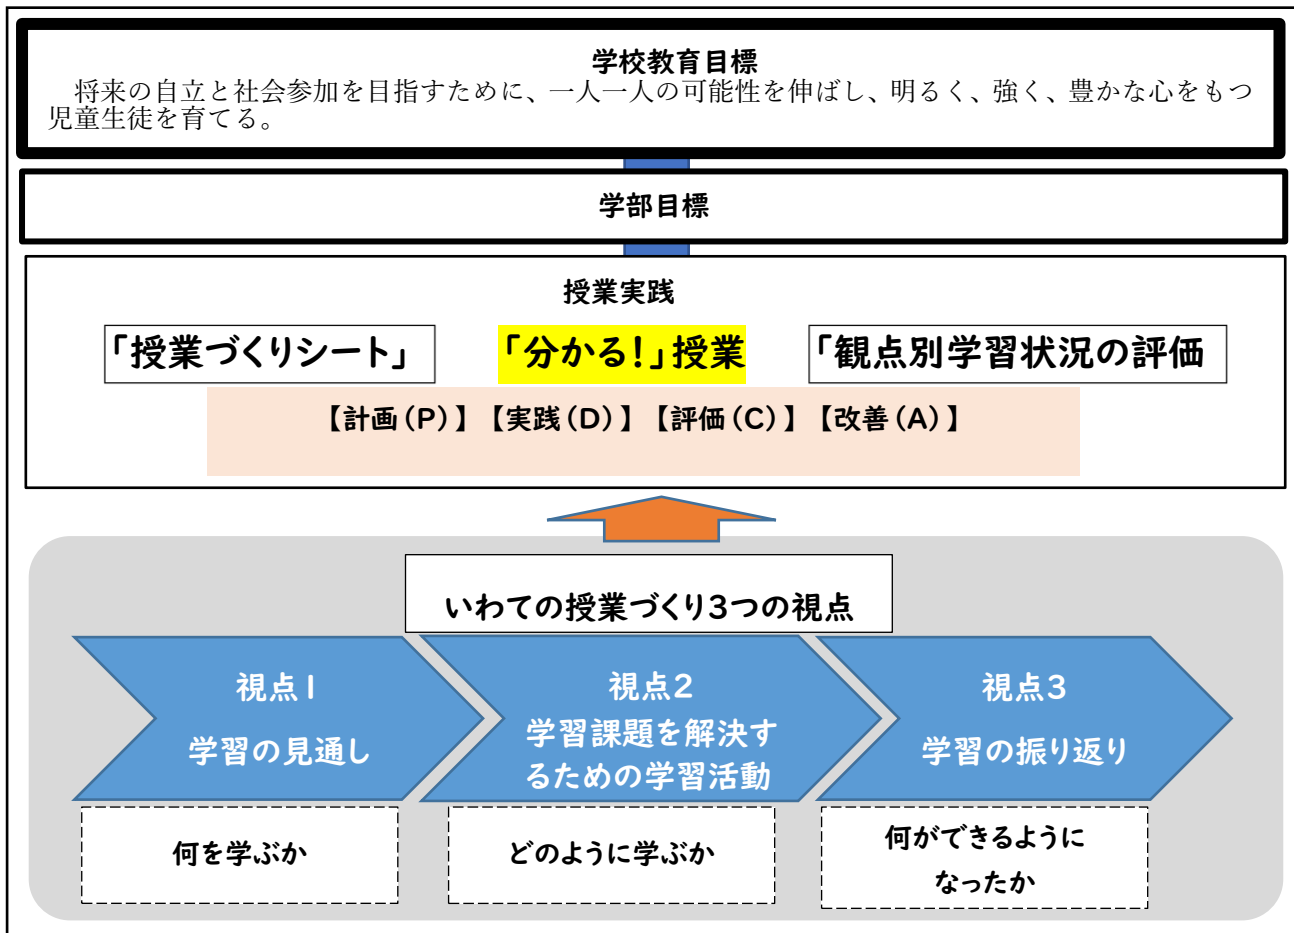 学校教育目標
将来の自立と社会参加を目指すために、一人一人の可能性を伸ばし、明るく、強く、豊かな心をもつ
児童生徒を育てる。
学部目標
授業実践
「授業づくりシート」
「分かる！」授業
「観点別学習状況の評価
【計画（P）】【実践（D）】【評価（C）】【改善（A）】
いわての授業づくり3つの視点
視点1
学習の見通し
視点2
学習課題を解決す
るための学習活動
視点3
学習の振り返り
何を学ぶか
どのように学ぶか
何ができるように
なったか